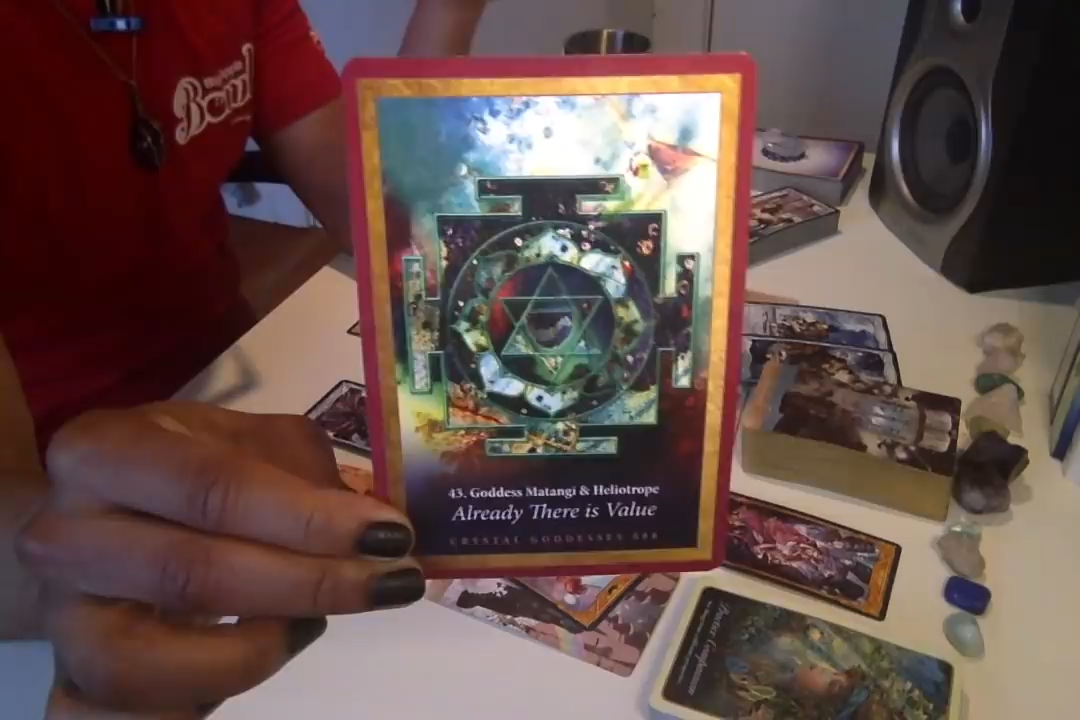 Bowl
43. Goddess Matangi & Heliotrope
Already There is Value
CRYSTAL GODDESSES 888